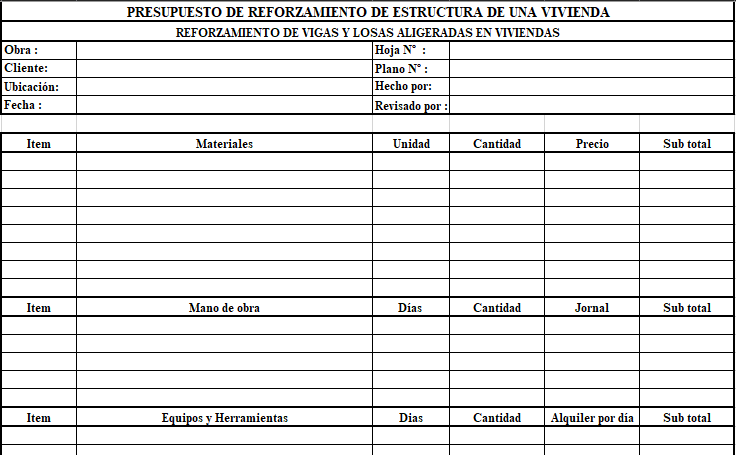 PRESUPUESTO DE REFORZAMIENTO DE ESTRUCTURA DE UNA VIVIENDA
REFORZAMIENTO DE VIGAS Y LOSAS ALIGERADAS EN VIVIENDAS
Obra : Hoja N° :
Cliente: Plano N° :
Ubicación: Hecho por:
Fecha : Revisado por :
Item Materiales Unidad Cantidad Precio Sub total
Item Mano de obra Días Cantidad Jornal Sub total
Item Equipos y Herramientas Dias Cantidad Alquiler por día Sub total